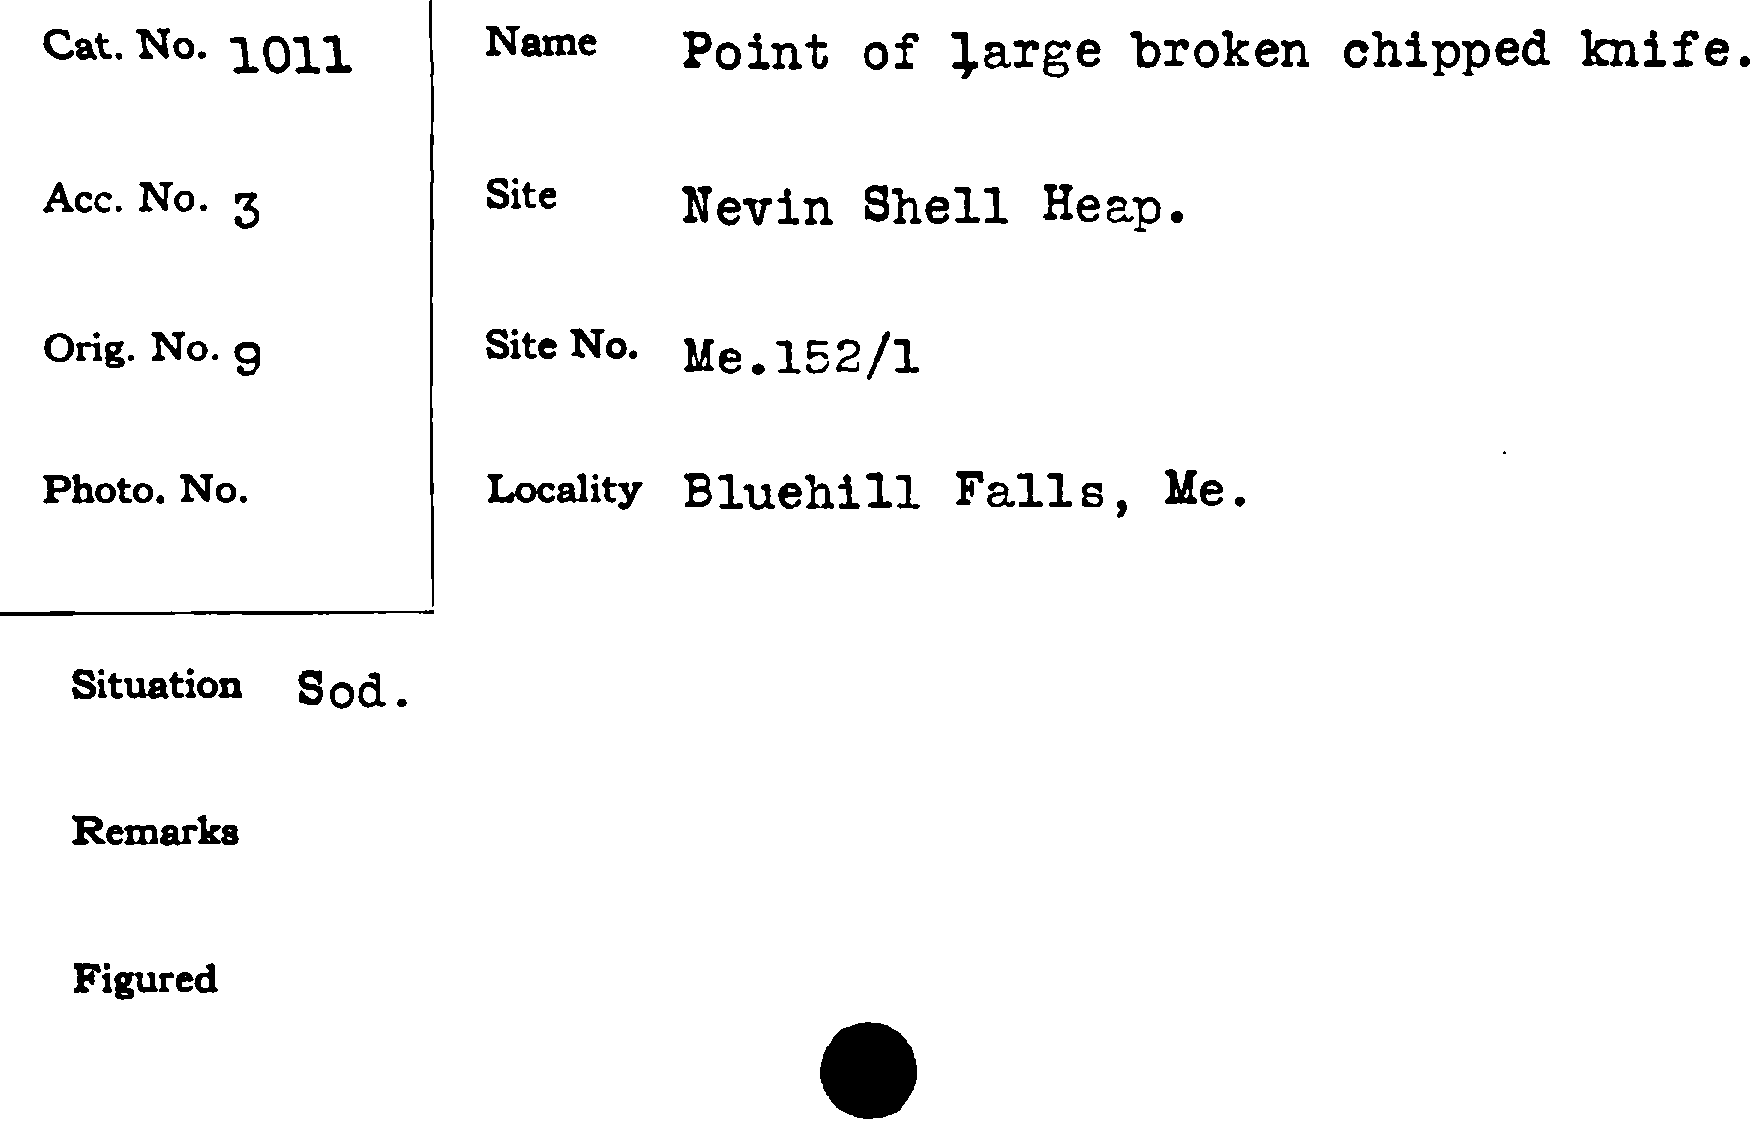 Cat. No. 1011
Acc. No. 3
Orig. No. 9
Photo. No.
Name Point of large broken chipped knife.
Site Nevin Shell Heap.
Site No. Me.152/1
Locality Bluehill Falls, Me.
Situation Sod.
Remarks
Figured